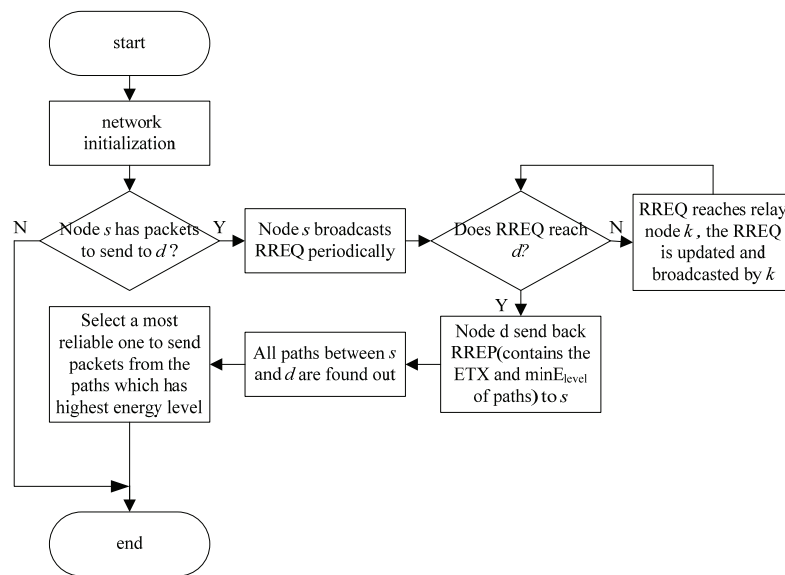 start
network
initialization
N
Node s has packets
to send to d ?
Y
Node s broadcasts
RREQ periodically
Does RREQ reach
d?
N
RREQ reaches relay
node k , the RREQ
is updated and
broadcasted by k
Y
Node d send back
RREP(contains the
ETX and minElevel
of paths) to s
All paths between s
and d are found out
Select a most
reliable one to send
packets from the
paths which has
highest energy level
end